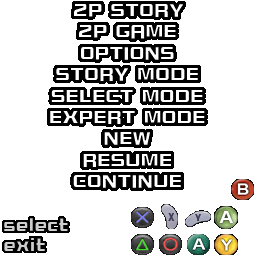 2P STORY
2P GAME
OPTIONS
STORY MODE
SELECT MODE
EXPERT MODE
NEW
RESUME
CONTINUE
B
select X X Y A
exit A Y